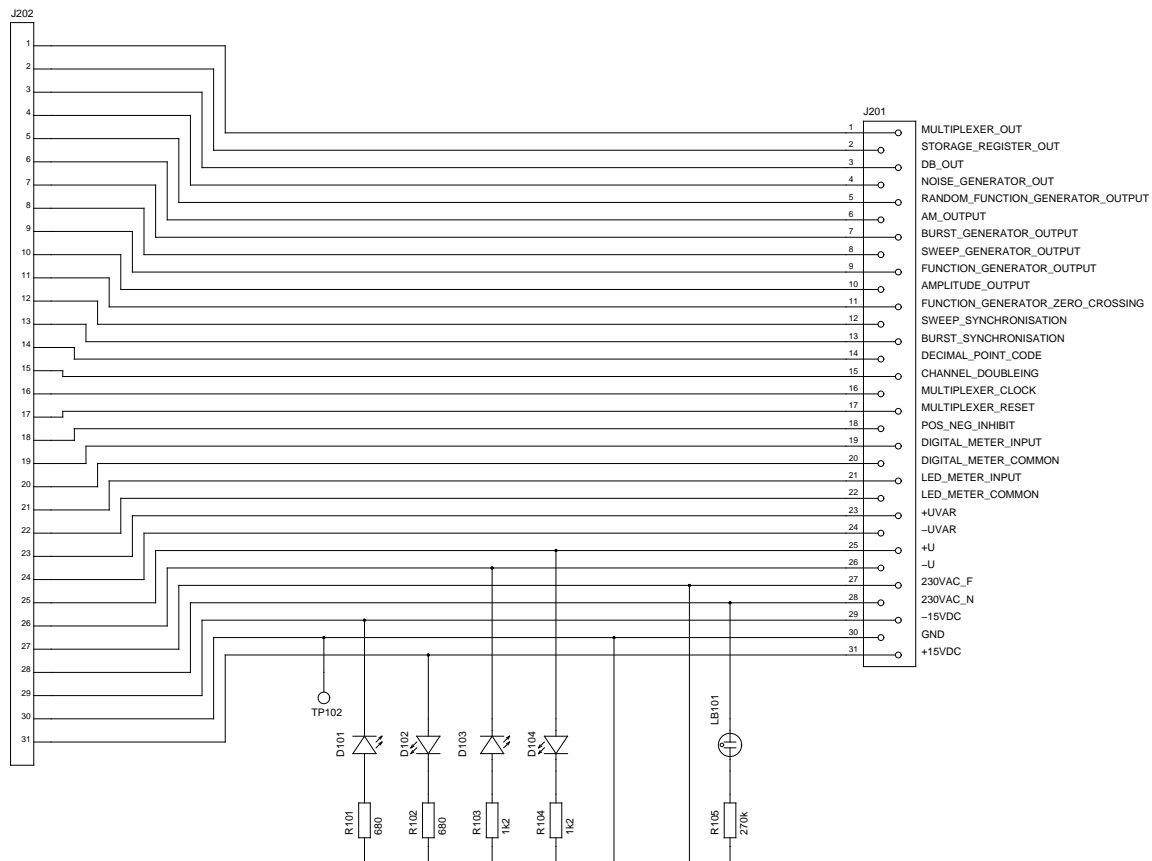 J202
1
2
3
4
5
6
7
8
9
10
11
12
13
14
15
16
17
18
19
20
21
22
23
24
25
26
27
28
29
30
31
J201
1 MULTIPLEXER_OUT
2 STORAGE_REGISTER_OUT
3 DB_OUT
4 NOISE_GENERATOR_OUT
5 RANDOM_FUNCTION_GENERATOR_OUTPUT
6 AM_OUTPUT
7 BURST_GENERATOR_OUTPUT
8 SWEEP_GENERATOR_OUTPUT
9 FUNCTION_GENERATOR_OUTPUT
10 AMPLITUDE_OUTPUT
11 FUNCTION_GENERATOR_ZERO_CROSSING
12 SWEEP_SYNCHRONISATION
13 BURST_SYNCHRONISATION
14 DECIMAL_POINT_CODE
15 CHANNEL_DOUBLEING
16 MULTIPLEXER_CLOCK
17 MULTIPLEXER_RESET
18 POS_NEG_INHIBIT
19 DIGITAL_METER_INPUT
20 DIGITAL_METER_COMMON
21 LED_METER_INPUT
22 LED_METER_COMMON
23 +UVAR
24 −UVAR
25 +U
26 −U
27 230VAC_F
28 230VAC_N
29 −15VDC
30 GND
31 +15VDC
TP102
D101
D102
D103
D104
LB101
R101 680
R102 680
R103 1k2
R104 1k2
R105 270k